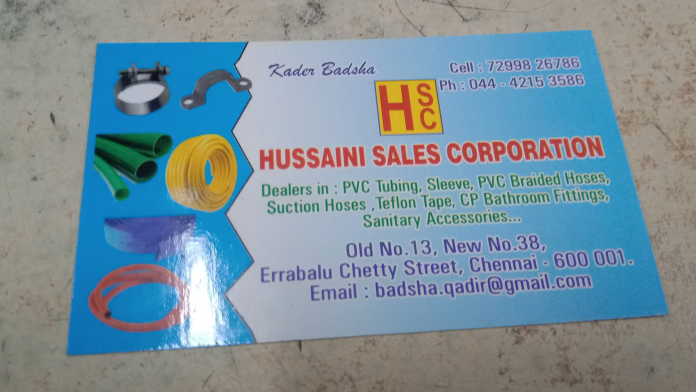 Kader Badsha
Cell : 72998 26786
Ph : 044 - 4215 3586
HSC
HUSSAINI SALES CORPORATION
Dealers in : PVC Tubing, Sleeve, PVC Braided Hoses,
Suction Hoses ,Teflon Tape, CP Bathroom Fittings,
Sanitary Accessories...
Old No.13, New No.38,
Errabalu Chetty Street, Chennai - 600 001.
Email : badsha.qadir@gmail.com